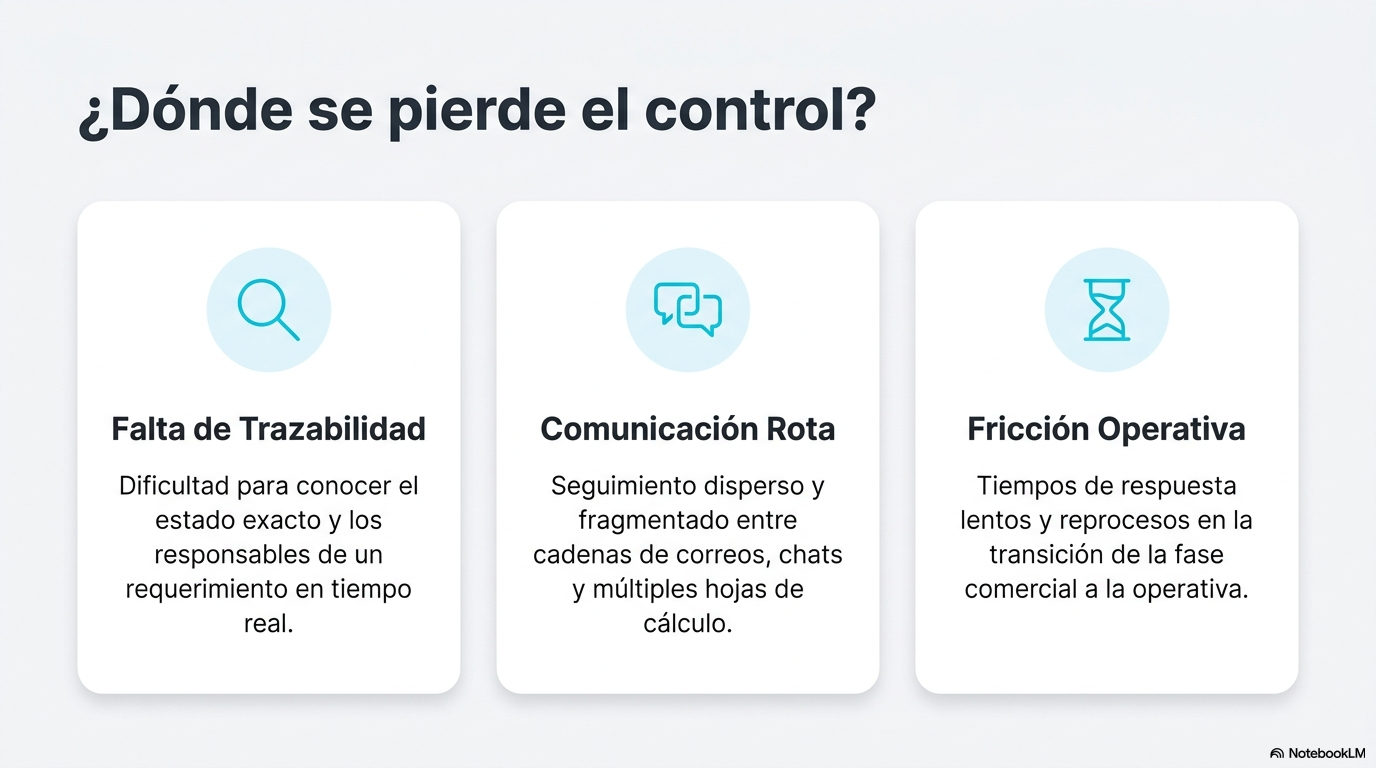 ¿Dónde se pierde el control?
Falta de Trazabilidad
Dificultad para conocer el
estado exacto y los
responsables de un
requerimiento en tiempo
real.
Comunicación Rota
Seguimiento disperso y
fragmentado entre
cadenas de correos, chats
y múltiples hojas de
cálculo.
Fricción Operativa
Tiempos de respuesta
lentos y reprocesos en la
transición de la fase
comercial a la operativa.
NotebookLM